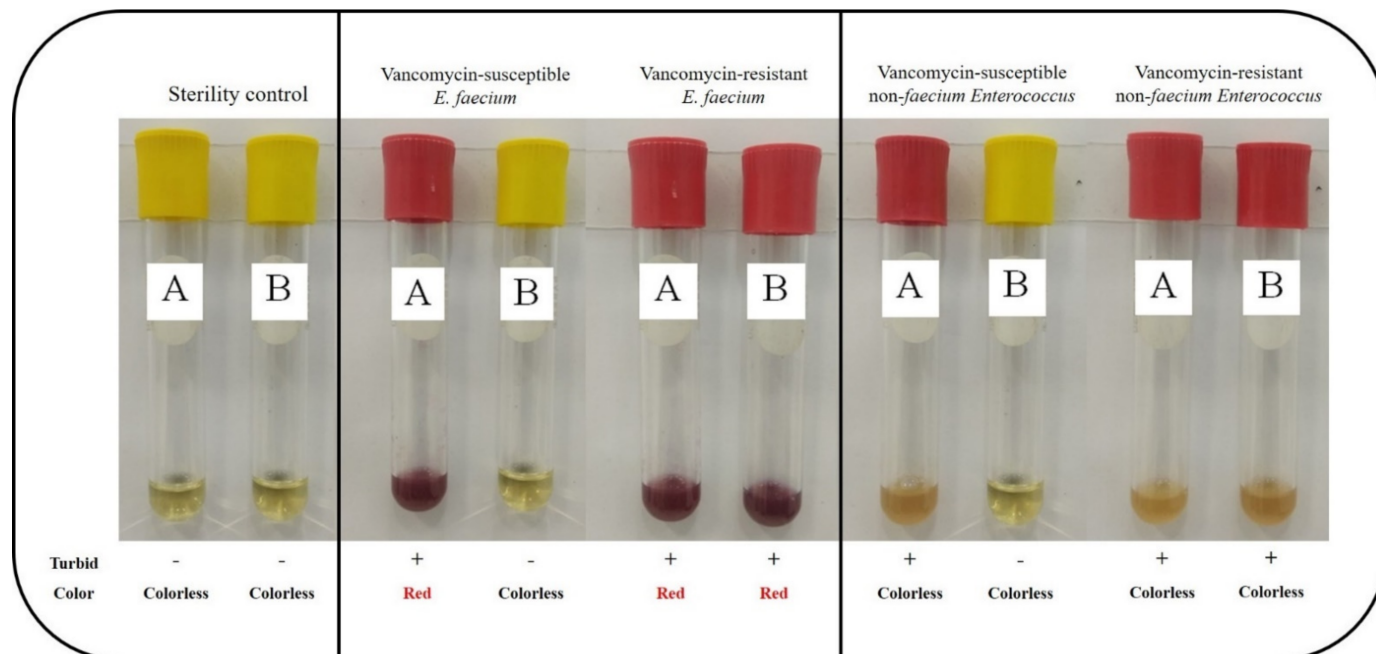 Sterility control
Vancomycin-susceptible
E. faecium
Vancomycin-resistant
E. faecium
Vancomycin-susceptible
non-faecium Enterococcus
Vancomycin-resistant
non-faecium Enterococcus
A B A B A B A B A B
Turbid - - + - + + + - + +
Color Colorless Colorless Red Colorless Red Red Colorless Colorless Colorless Colorless